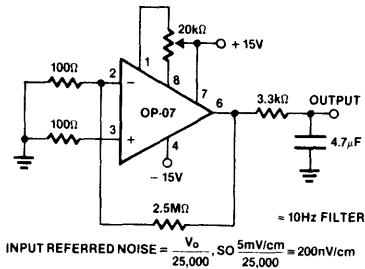 20kΩ
+ 15V
1
8
7
100Ω
2
−
OP-07
6
3.3kΩ
OUTPUT
100Ω
3
+
4
4.7μF
− 15V
2.5MΩ
≈ 10Hz FILTER
INPUT REFERRED NOISE = Vo/25,000, SO 5mV/cm/25,000 = 200nV/cm